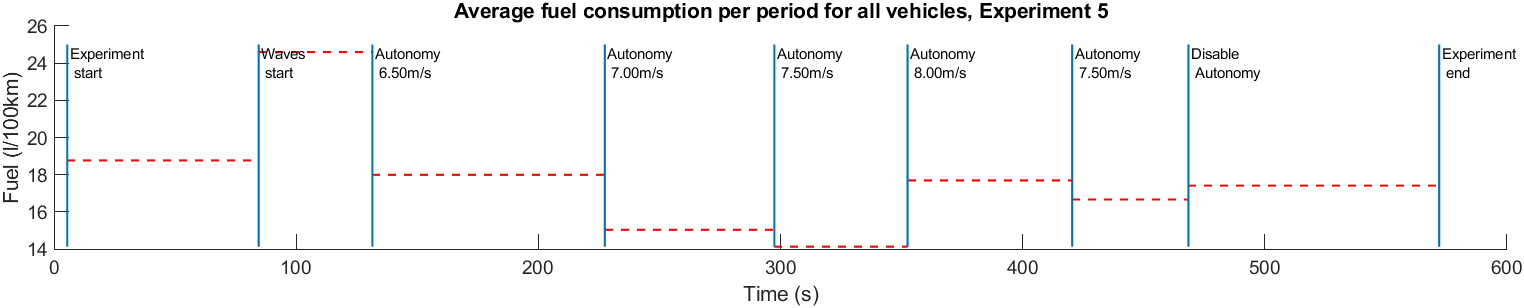 Average fuel consumption per period for all vehicles, Experiment 5
26
24
22
20
18
16
14
Fuel (l/100km)
Experiment
start
Waves
start
Autonomy
6.50m/s
Autonomy
7.00m/s
Autonomy
7.50m/s
Autonomy
8.00m/s
Autonomy
7.50m/s
Disable
Autonomy
Experiment
end
0
100
200
300
400
500
600
Time (s)